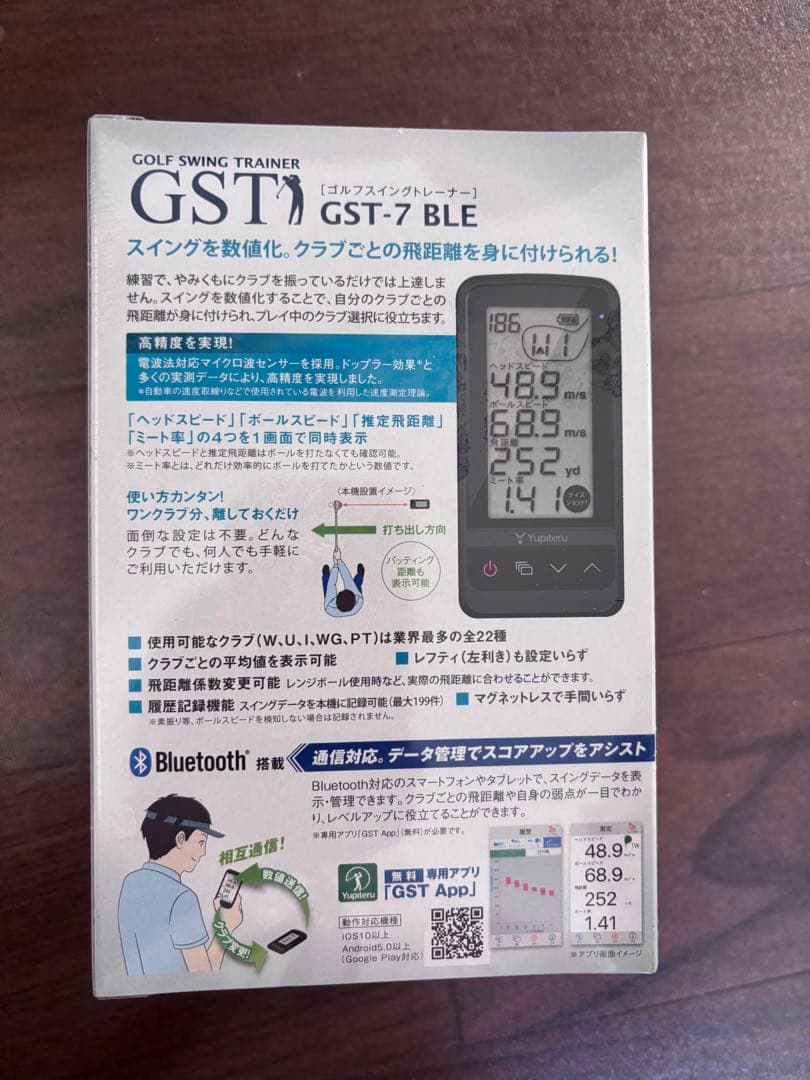 GOLF SWING TRAINER
GST
[ゴルフスイングトレーナー]
GST-7 BLE
スイングを数値化。クラブごとの飛距離を身に付けられる!
練習で、やみくもにクラブを振っているだけでは上達しま
せん。スイングを数値化することで、自分のクラブごとの
飛距離が身に付けられ、プレイ中のクラブ選択に役立ちます。
高精度を実現!
電波法対応マイクロ波センサーを採用。ドップラー効果*と
多くの実測データにより、高精度を実現しました。
*自動車の速度取締りなどで使用されている電波を利用した速度測定理論。
「ヘッドスピード」「ボールスピード」「推定飛距離」
「ミート率」の4つを1画面で同時表示
※ヘッドスピードと推定飛距離はボールを打たなくても確認可能。
※ミート率とは、どれだけ効率的にボールを打てたかという数値です。
使い方カンタン!
ワンクラブ分、離しておくだけ
面倒な設定は不要。どんな
クラブでも、何人でも手軽に
ご利用いただけます。
〈本機設置イメージ〉
打ち出し方向
パッティング
距離も
表示可能
186
W1
ヘッドスピード
48.9 m/s
ボールスピード
68.9 m/s
飛距離
252 yd
ミート率
1.41
ナイス
ショット!
Yupiteru
■ 使用可能なクラブ(W,U,I,WG,PT)は業界最多の全22種
■ クラブごとの平均値を表示可能
■ レフティ(左利き)も設定いらず
■ 飛距離係数変更可能 レンジボール使用時など、実際の飛距離に合わせることができます。
■ 履歴記録機能 スイングデータを本機に記録可能(最大199件)
■ マグネットレスで手間いらず
※素振り等、ボールスピードを検知しない場合は記録されません。
Bluetooth® 搭載
通信対応。データ管理でスコアアップをアシスト
Bluetooth対応のスマートフォンやタブレットで、スイングデータを表
示・管理できます。クラブごとの飛距離や自身の弱点が一目でわか
り、レベルアップに役立てることができます。
※専用アプリ「GST App」(無料)が必要です。
相互通信!
数値送信!
クラブ変更!
Yupiteru
無料 専用アプリ
「GST App」
動作対応機種
iOS10以上
Android5.0以上
(Google Play対応)
履歴
測定
ヘッドスピード
48.9
1W
ボールスピード
68.9
飛距離
252
ミート率
1.41
※アプリ画面イメージ